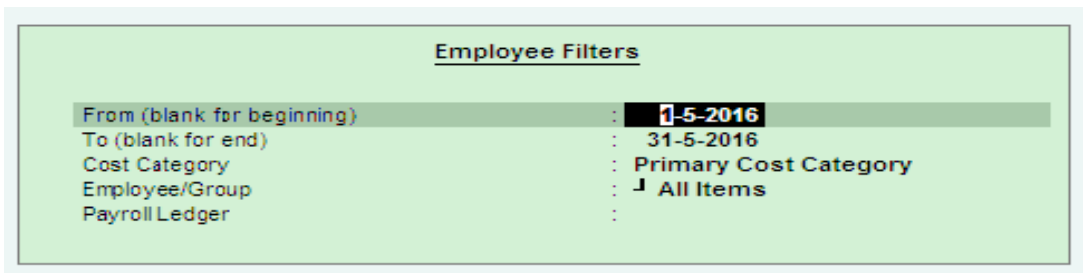 Employee Filters
From (blank for beginning) : 1-5-2016
To (blank for end) : 31-5-2016
Cost Category : Primary Cost Category
Employee/Group : ┘ All Items
Payroll Ledger :